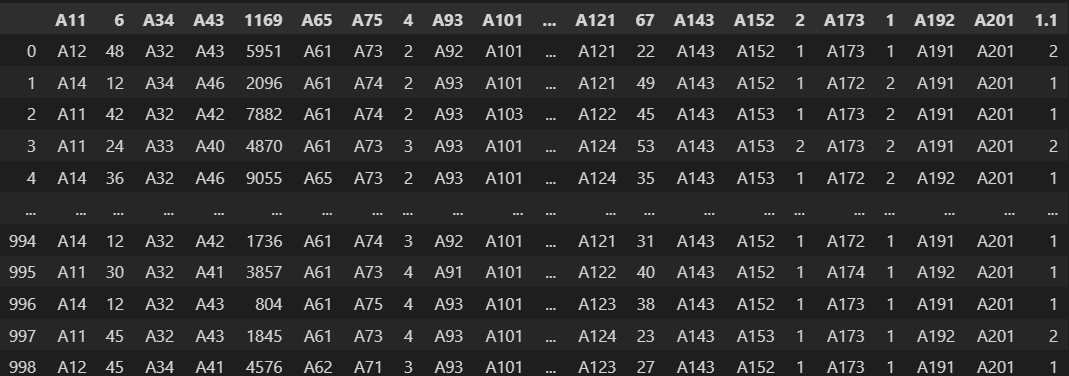 A11 6 A34 A43 1169 A65 A75 4 A93 A101 ... A121 67 A143 A152 2 A173 1 A192 A201 1.1
0 A12 48 A32 A43 5951 A61 A73 2 A92 A101 ... A121 22 A143 A152 1 A173 1 A191 A201 2
1 A14 12 A34 A46 2096 A61 A74 2 A93 A101 ... A121 49 A143 A152 1 A172 2 A191 A201 1
2 A11 42 A32 A42 7882 A61 A74 2 A93 A103 ... A122 45 A143 A153 1 A173 2 A191 A201 1
3 A11 24 A33 A40 4870 A61 A73 3 A93 A101 ... A124 53 A143 A153 2 A173 2 A191 A201 2
4 A14 36 A32 A46 9055 A65 A73 2 A93 A101 ... A124 35 A143 A153 1 A172 2 A192 A201 1
... ... ... ... ... ... ... ... ... ... ... ... ... ... ... ... ... ... ... ... ... ...
994 A14 12 A32 A42 1736 A61 A74 3 A92 A101 ... A121 31 A143 A152 1 A172 1 A191 A201 1
995 A11 30 A32 A41 3857 A61 A73 4 A91 A101 ... A122 40 A143 A152 1 A174 1 A192 A201 1
996 A14 12 A32 A43 804 A61 A75 4 A93 A101 ... A123 38 A143 A152 1 A173 1 A191 A201 1
997 A11 45 A32 A43 1845 A61 A73 4 A93 A101 ... A124 23 A143 A153 1 A173 1 A192 A201 2
998 A12 45 A34 A41 4576 A62 A71 3 A93 A101 ... A123 27 A143 A152 1 A173 1 A191 A201 1